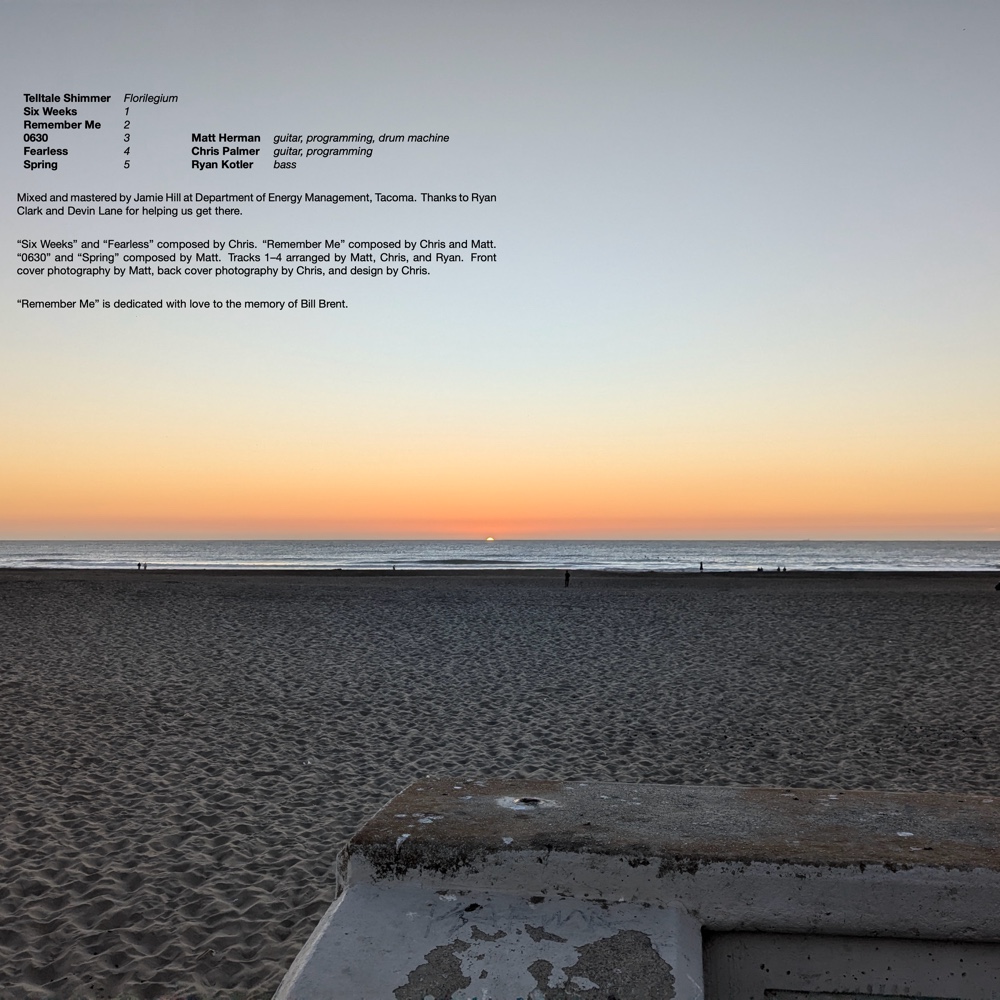 Telltale Shimmer Florilegium
Six Weeks 1
Remember Me 2
0630 3 Matt Herman guitar, programming, drum machine
Fearless 4 Chris Palmer guitar, programming
Spring 5 Ryan Kotler bass
Mixed and mastered by Jamie Hill at Department of Energy Management, Tacoma. Thanks to Ryan
Clark and Devin Lane for helping us get there.
“Six Weeks” and “Fearless” composed by Chris. “Remember Me” composed by Chris and Matt.
“0630” and “Spring” composed by Matt. Tracks 1–4 arranged by Matt, Chris, and Ryan. Front
cover photography by Matt, back cover photography by Chris, and design by Chris.
“Remember Me” is dedicated with love to the memory of Bill Brent.